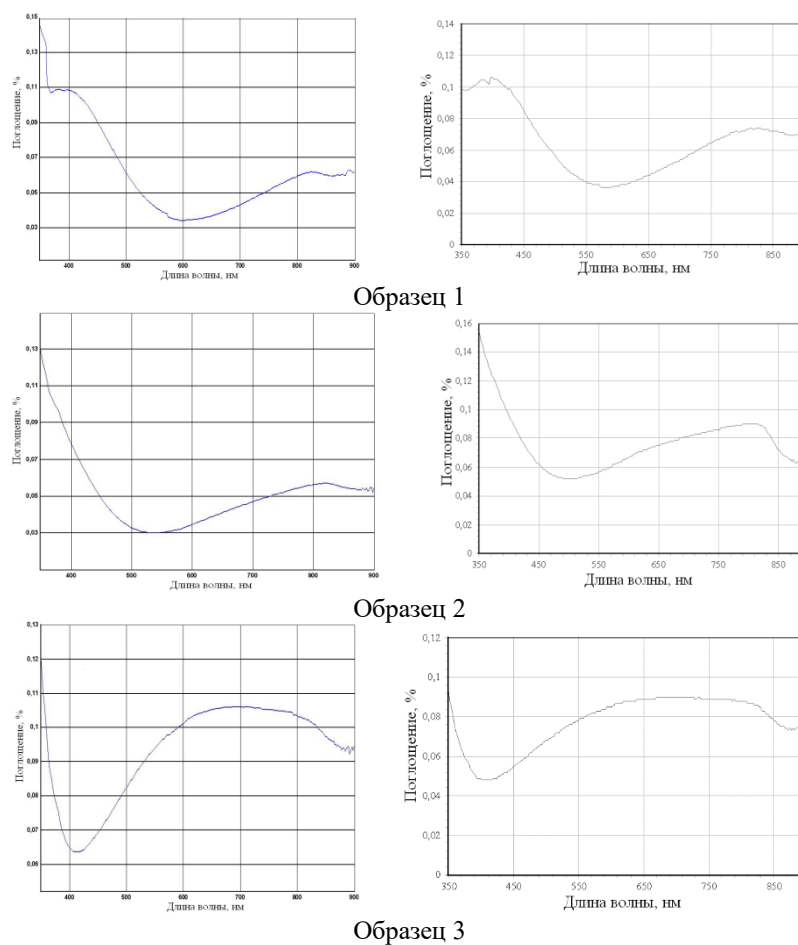 0,15
0,13
0,11
0,09
0,07
0,05
0,03
Поглощение, %
400 500 600 700 800 900
Длина волны, нм
0,14
0,12
0,1
0,08
0,06
0,04
0,02
0
Поглощение, %
350 450 550 650 750 850
Длина волны, нм
Образец 1
0,13
0,11
0,09
0,07
0,05
0,03
Поглощение, %
400 500 600 700 800 900
Длина волны, нм
0,16
0,14
0,12
0,1
0,08
0,06
0,04
0,02
0
Поглощение, %
350 450 550 650 750 850
Длина волны, нм
Образец 2
0,13
0,12
0,11
0,1
0,09
0,08
0,07
0,06
Поглощение, %
400 500 600 700 800 900
Длина волны, нм
0,12
0,1
0,08
0,06
0,04
0,02
0
Поглощение, %
350 450 550 650 750 850
Длина волны, нм
Образец 3